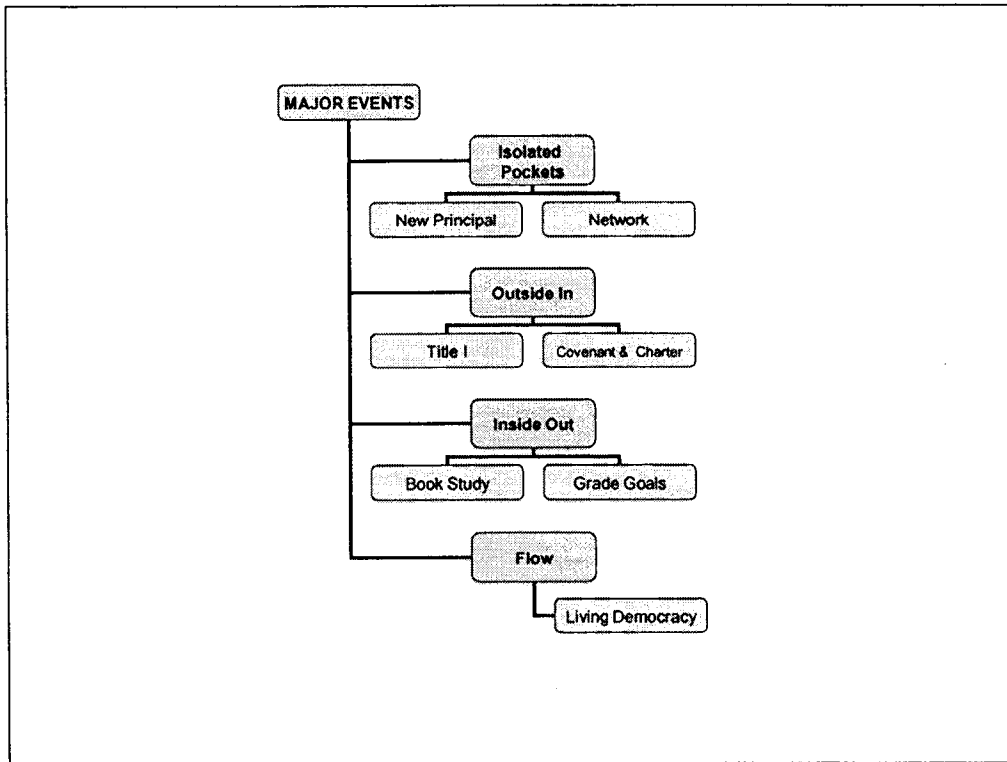 MAJOR EVENTS
Isolated
Pockets
New Principal
Network
Outside In
Title I
Covenant & Charter
Inside Out
Book Study
Grade Goals
Flow
Living Democracy